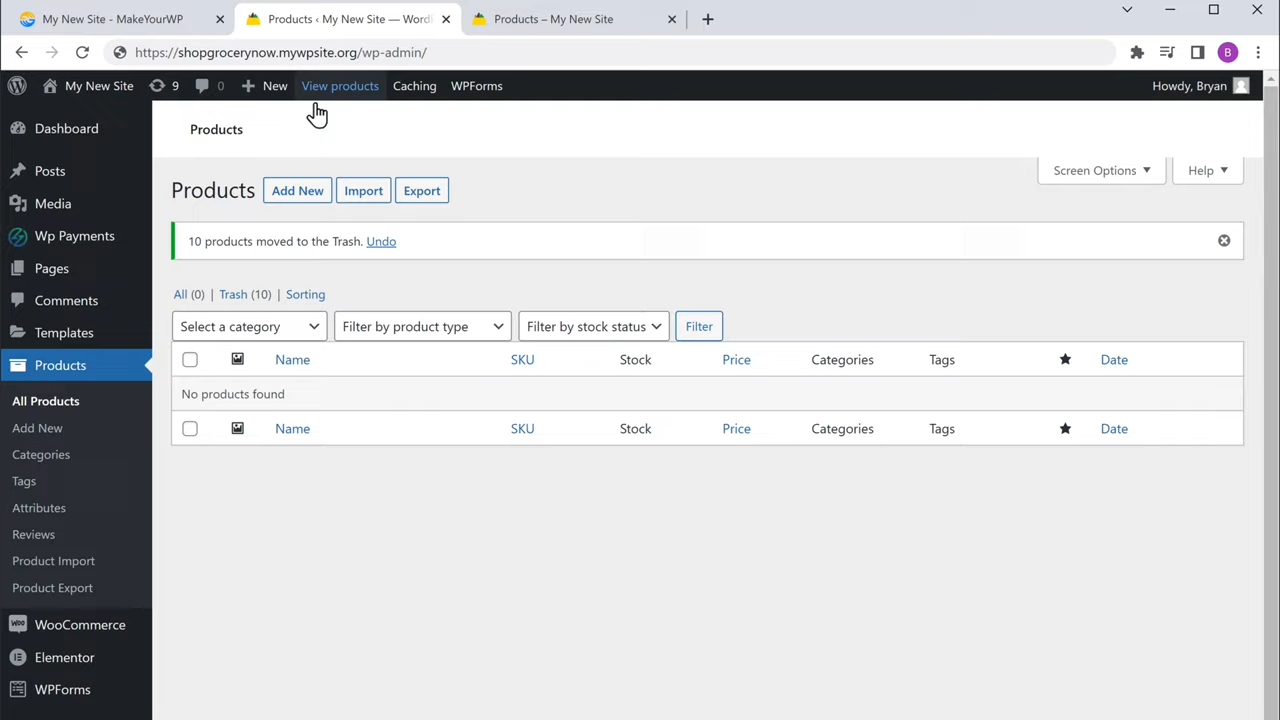 My New Site - MakeYourWP
Products ‹ My New Site — Word
Products – My New Site
https://shopgrocerynow.mywpsite.org/wp-admin/
B
My New Site
9
0
New
View products
Caching
WPForms
Howdy, Bryan
Dashboard
Posts
Media
Wp Payments
Pages
Comments
Templates
Products
All Products
Add New
Categories
Tags
Attributes
Reviews
Product Import
Product Export
WooCommerce
Elementor
WPForms
Products
Screen Options
Help
Products
Add New
Import
Export
10 products moved to the Trash. Undo
All (0) | Trash (10) | Sorting
Select a category
Filter by product type
Filter by stock status
Filter
Name SKU Stock Price Categories Tags Date
No products found
Name SKU Stock Price Categories Tags Date